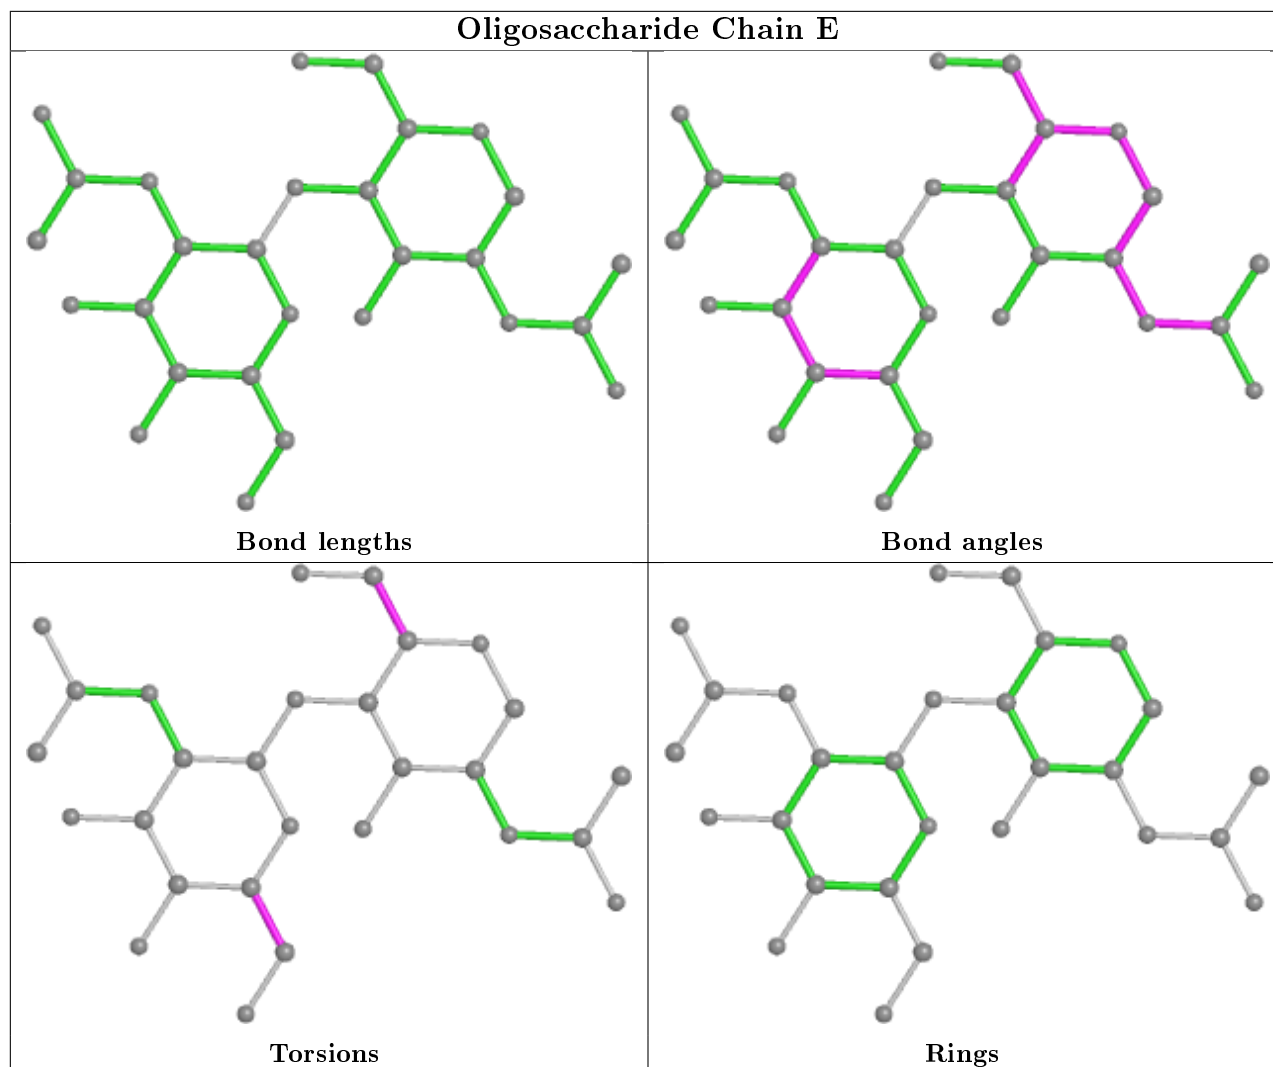 Oligosaccharide Chain E
Bond lengths
Bond angles
Torsions
Rings